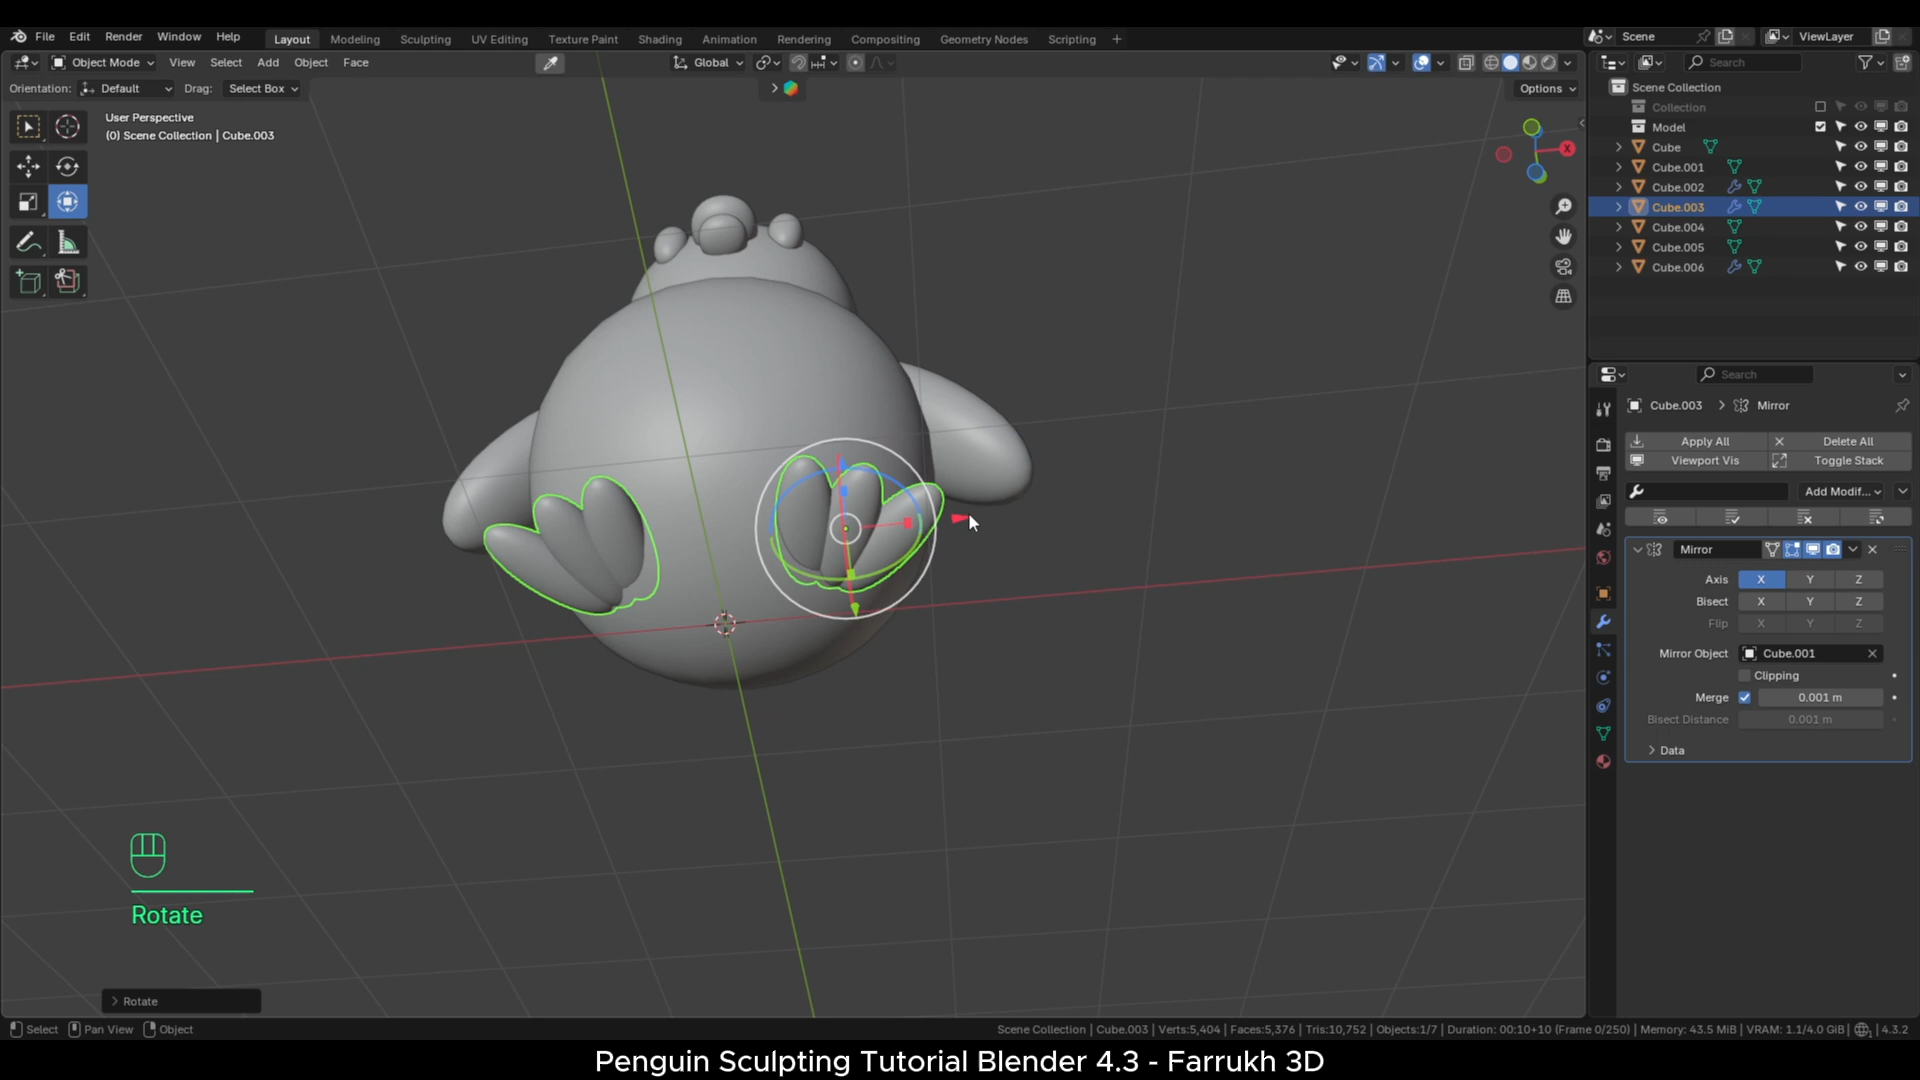 File Edit Render Window Help Layout Modeling Sculpting UV Editing Texture Paint Shading Animation Rendering Compositing Geometry Nodes Scripting + Scene ViewLayer
Object Mode View Select Add Object Face Global Search
Orientation: Default Drag: Select Box Options
User Perspective
(0) Scene Collection | Cube.003
X
Scene Collection
Collection
Model
Cube
Cube.001
Cube.002
Cube.003
Cube.004
Cube.005
Cube.006
Search
Cube.003 > Mirror
Apply All Delete All
Viewport Vis Toggle Stack
Add Modif...
Mirror
Axis X Y Z
Bisect X Y Z
Flip X Y Z
Mirror Object Cube.001
Clipping
Merge 0.001 m
Bisect Distance 0.001 m
Data
Rotate
Rotate
Select Pan View Object Scene Collection | Cube.003 | Verts:5,404 | Faces:5,376 | Tris:10,752 | Objects:1/7 | Duration: 00:10+10 (Frame 0/250) | Memory: 43.5 MiB | VRAM: 1.1/4.0 GiB | 4.3.2
Penguin Sculpting Tutorial Blender 4.3 - Farrukh 3D